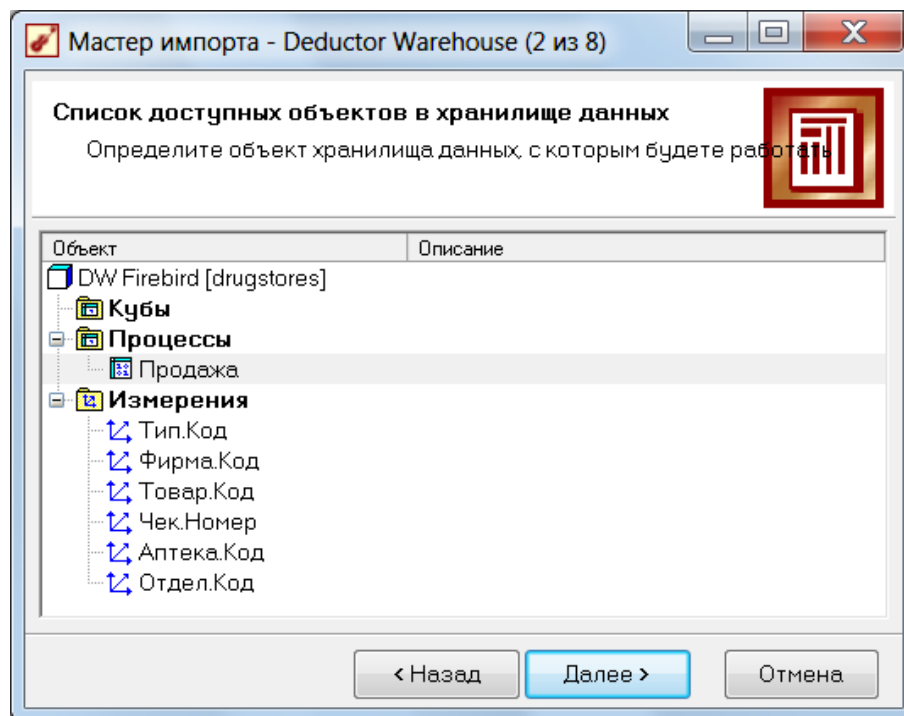 Мастер импорта - Deductor Warehouse (2 из 8)
Список доступных объектов в хранилище данных
Определите объект хранилища данных, с которым будете работать
Объект Описание
DW Firebird [drugstores]
Кубы
Процессы
Продажа
Измерения
Тип.Код
Фирма.Код
Товар.Код
Чек.Номер
Аптека.Код
Отдел.Код
< Назад Далее > Отмена